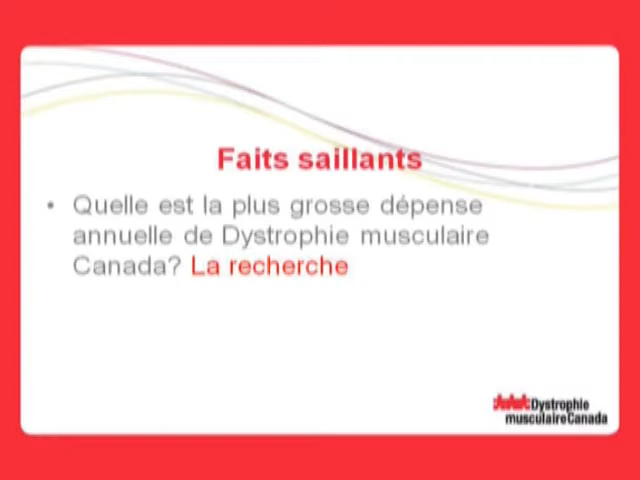 Faits saillants
• Quelle est la plus grosse dépense
annuelle de Dystrophie musculaire
Canada? La recherche
Dystrophie
musculaireCanada